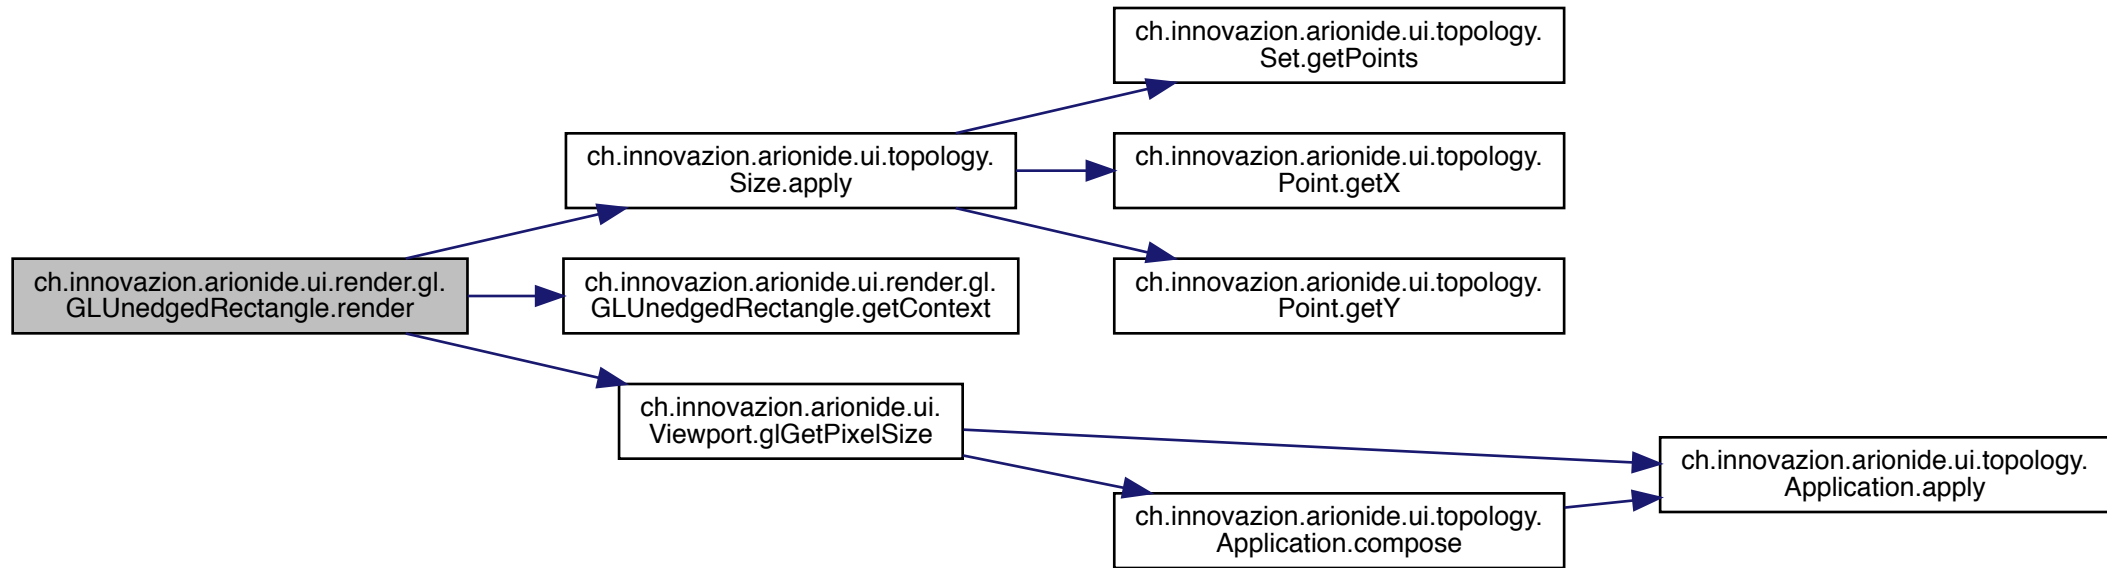 ch.innovazion.arionide.ui.render.gl.
GLUnedgedRectangle.render
ch.innovazion.arionide.ui.topology.
Size.apply
ch.innovazion.arionide.ui.render.gl.
GLUnedgedRectangle.getContext
ch.innovazion.arionide.ui.
Viewport.glGetPixelSize
ch.innovazion.arionide.ui.topology.
Set.getPoints
ch.innovazion.arionide.ui.topology.
Point.getX
ch.innovazion.arionide.ui.topology.
Point.getY
ch.innovazion.arionide.ui.topology.
Application.compose
ch.innovazion.arionide.ui.topology.
Application.apply